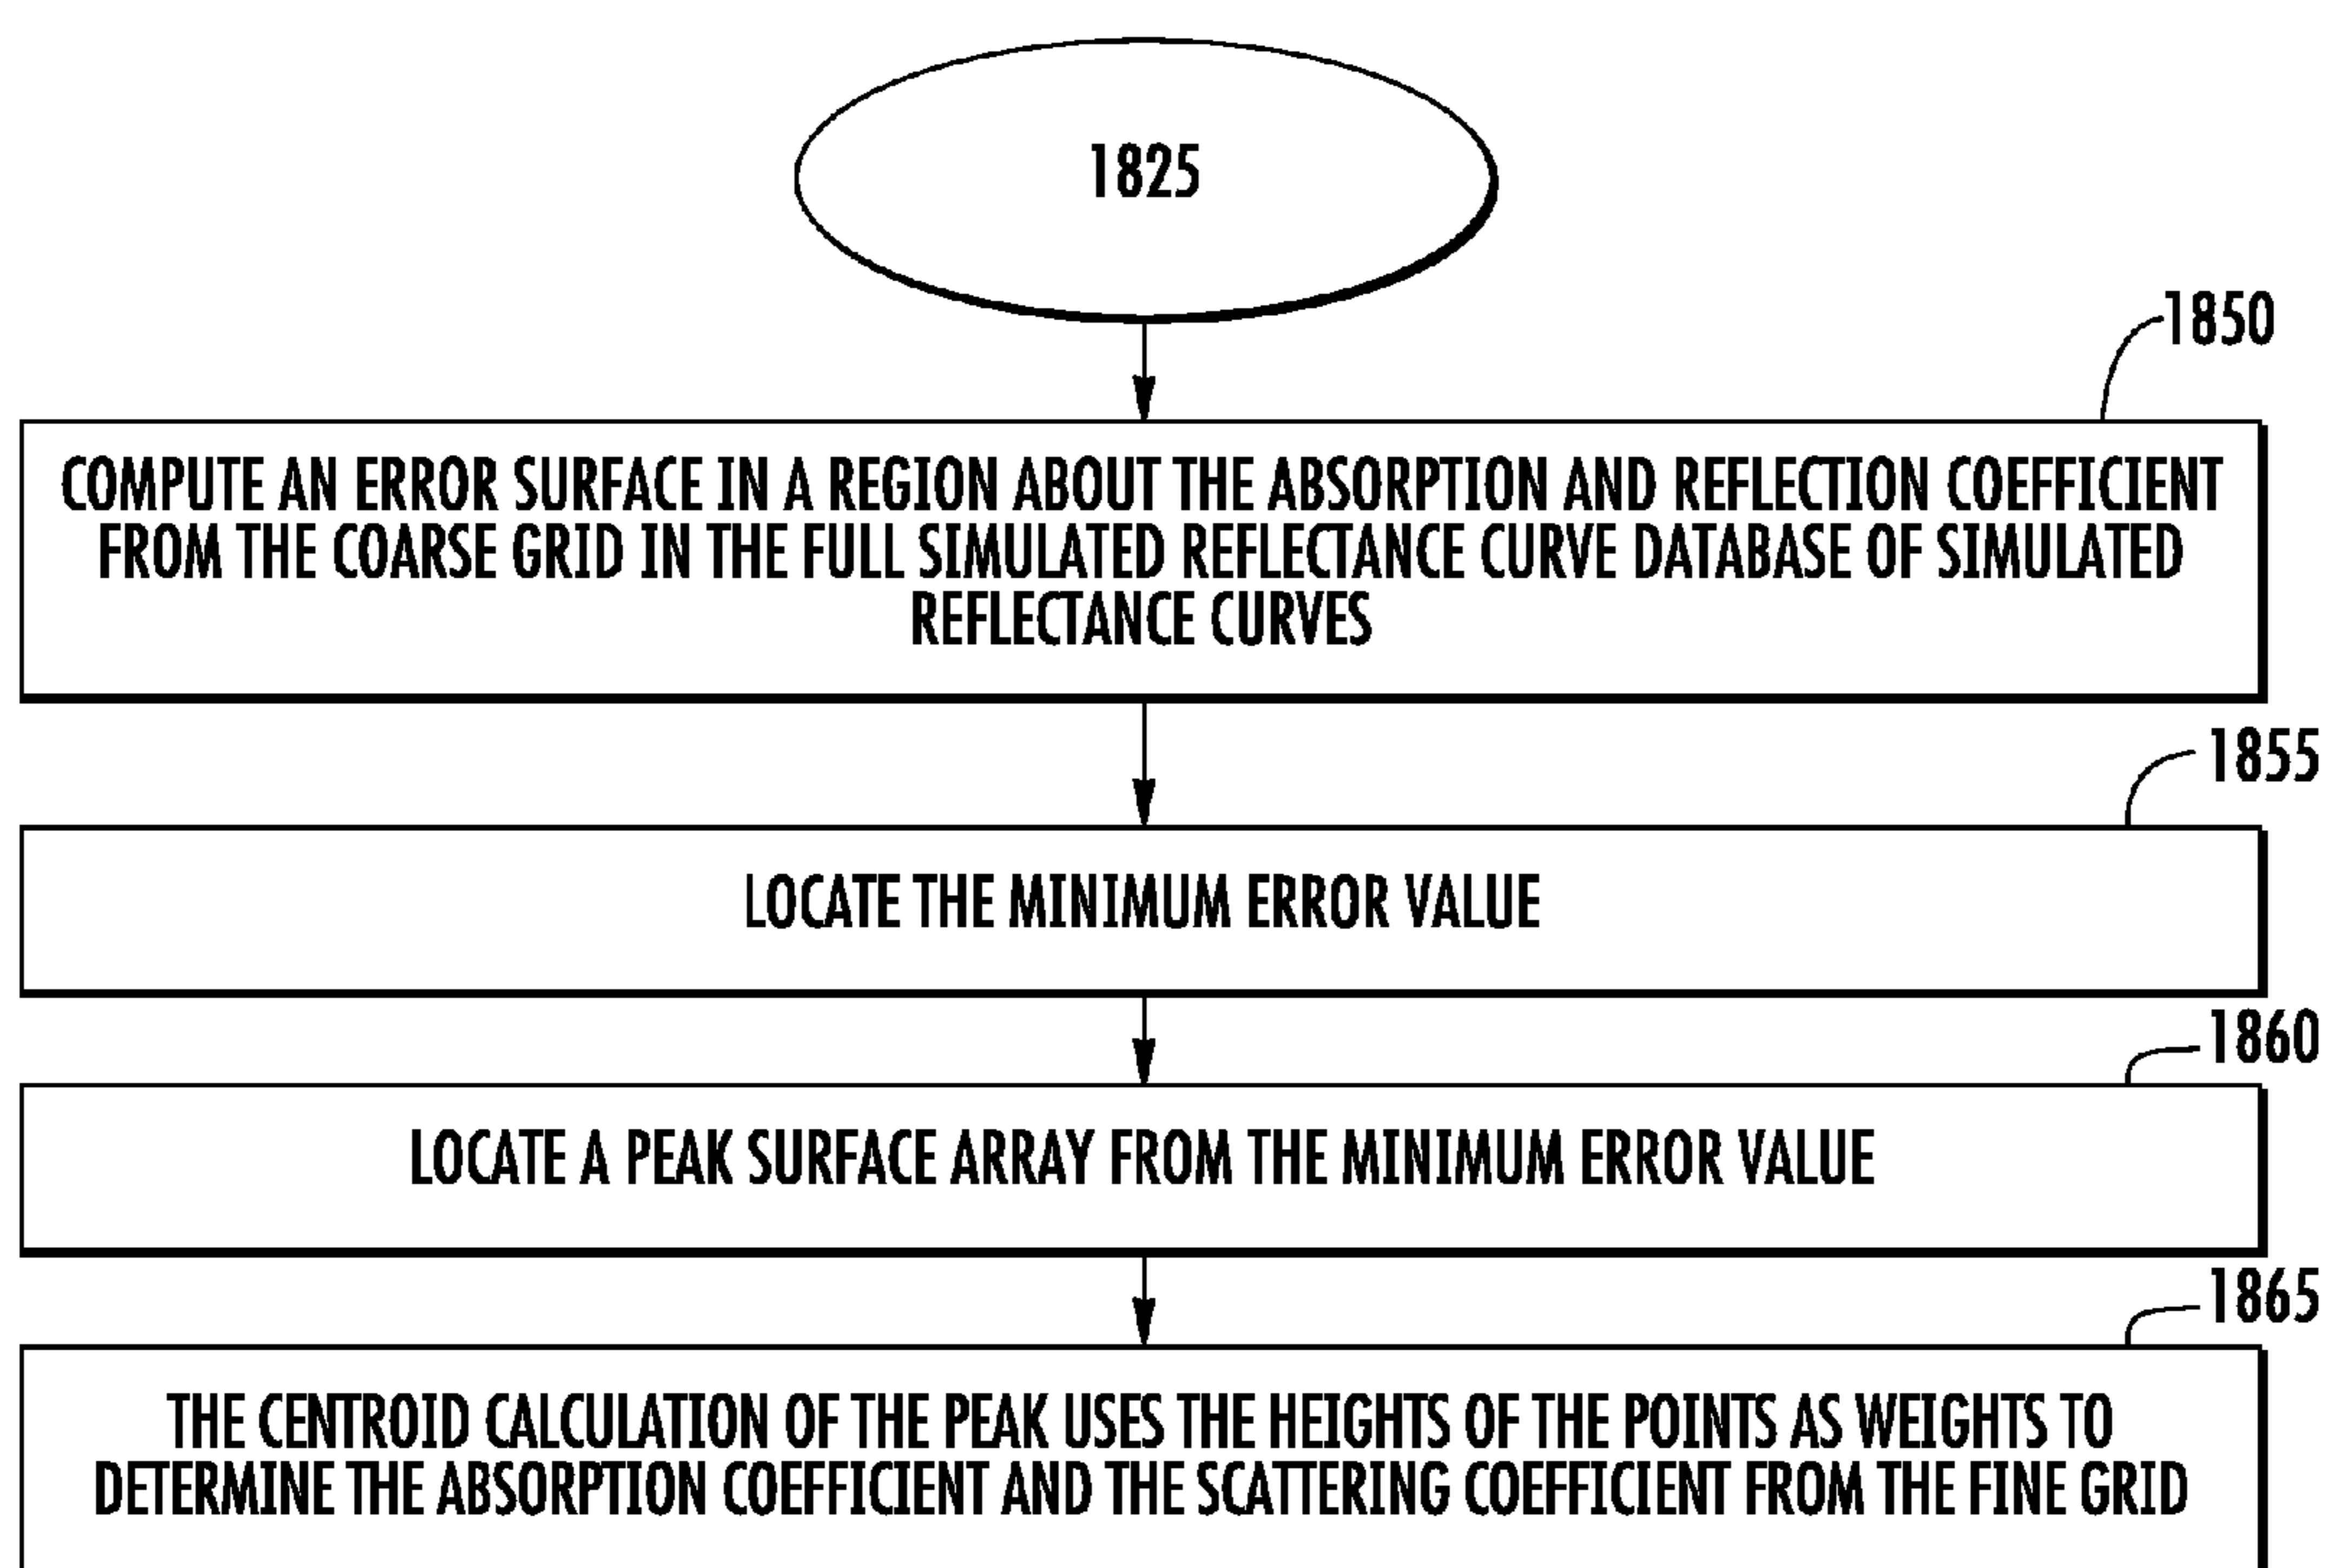 1825
1850
COMPUTE AN ERROR SURFACE IN A REGION ABOUT THE ABSORPTION AND REFLECTION COEFFICIENT
FROM THE COARSE GRID IN THE FULL SIMULATED REFLECTANCE CURVE DATABASE OF SIMULATED
REFLECTANCE CURVES
1855
LOCATE THE MINIMUM ERROR VALUE
1860
LOCATE A PEAK SURFACE ARRAY FROM THE MINIMUM ERROR VALUE
1865
THE CENTROID CALCULATION OF THE PEAK USES THE HEIGHTS OF THE POINTS AS WEIGHTS TO
DETERMINE THE ABSORPTION COEFFICIENT AND THE SCATTERING COEFFICIENT FROM THE FINE GRID